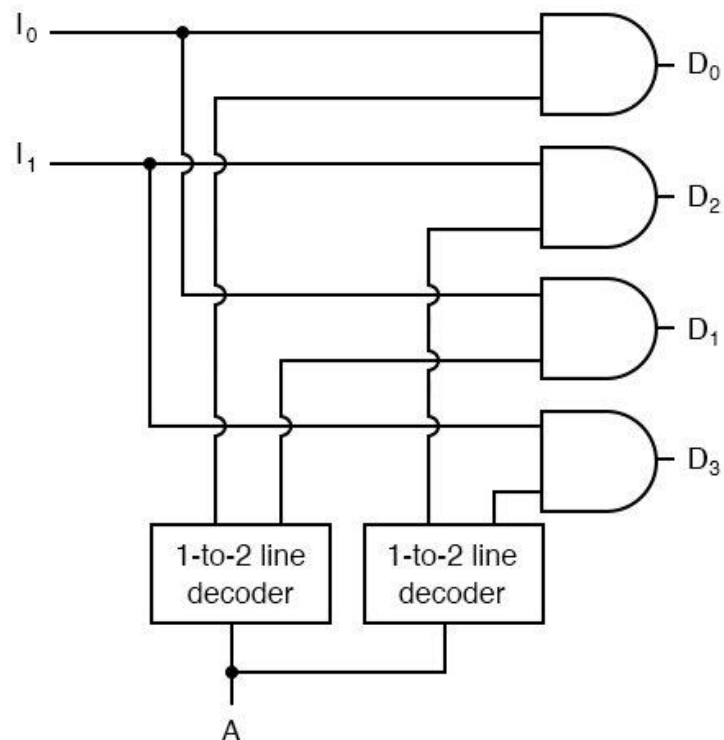 I₀
D₀
I₁
D₂
D₁
D₃
1-to-2 line
decoder
1-to-2 line
decoder
A